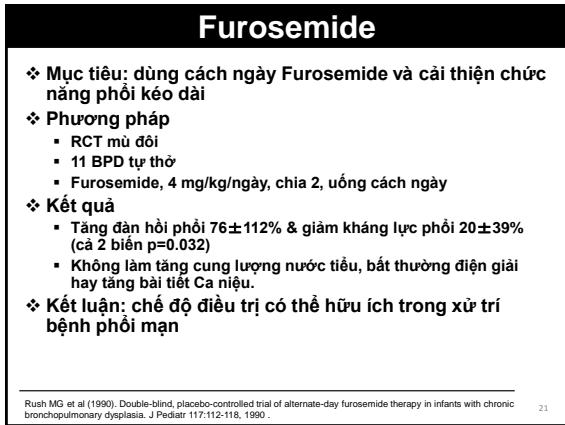 Furosemide
❖ Mục tiêu: dùng cách ngày Furosemide và cải thiện chức
năng phổi kéo dài
❖ Phương pháp
▪ RCT mù đôi
▪ 11 BPD tự thở
▪ Furosemide, 4 mg/kg/ngày, chia 2, uống cách ngày
❖ Kết quả
▪ Tăng đàn hồi phổi 76±112% & giảm kháng lực phổi 20±39%
(cả 2 biến p=0.032)
▪ Không làm tăng cung lượng nước tiểu, bất thường điện giải
hay tăng bài tiết Ca niệu.
❖ Kết luận: chế độ điều trị có thể hữu ích trong xử trí
bệnh phổi mạn
Rush MG et al (1990). Double-blind, placebo-controlled trial of alternate-day furosemide therapy in infants with chronic
bronchopulmonary dysplasia. J Pediatr 117:112-118, 1990 .
21